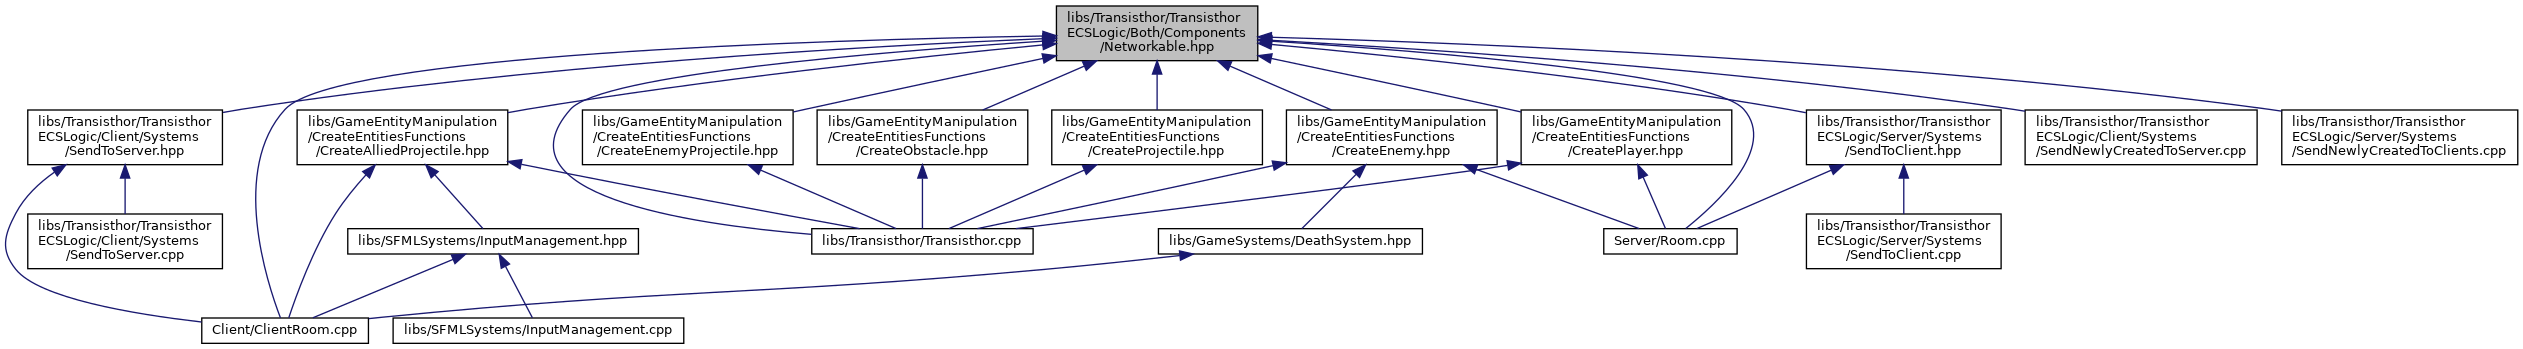 libs/Transisthor/Transisthor
ECSLogic/Both/Components
/Networkable.hpp
libs/Transisthor/Transisthor
ECSLogic/Client/Systems
/SendToServer.hpp
libs/GameEntityManipulation
/CreateEntitiesFunctions
/CreateAlliedProjectile.hpp
libs/GameEntityManipulation
/CreateEntitiesFunctions
/CreateEnemyProjectile.hpp
libs/GameEntityManipulation
/CreateEntitiesFunctions
/CreateObstacle.hpp
libs/GameEntityManipulation
/CreateEntitiesFunctions
/CreateProjectile.hpp
libs/GameEntityManipulation
/CreateEntitiesFunctions
/CreateEnemy.hpp
libs/GameEntityManipulation
/CreateEntitiesFunctions
/CreatePlayer.hpp
libs/Transisthor/Transisthor
ECSLogic/Server/Systems
/SendToClient.hpp
libs/Transisthor/Transisthor
ECSLogic/Client/Systems
/SendNewlyCreatedToServer.cpp
libs/Transisthor/Transisthor
ECSLogic/Server/Systems
/SendNewlyCreatedToClients.cpp
libs/Transisthor/Transisthor
ECSLogic/Client/Systems
/SendToServer.cpp
libs/SFMLSystems/InputManagement.hpp
libs/Transisthor/Transisthor.cpp
libs/GameSystems/DeathSystem.hpp
Server/Room.cpp
libs/Transisthor/Transisthor
ECSLogic/Server/Systems
/SendToClient.cpp
Client/ClientRoom.cpp
libs/SFMLSystems/InputManagement.cpp